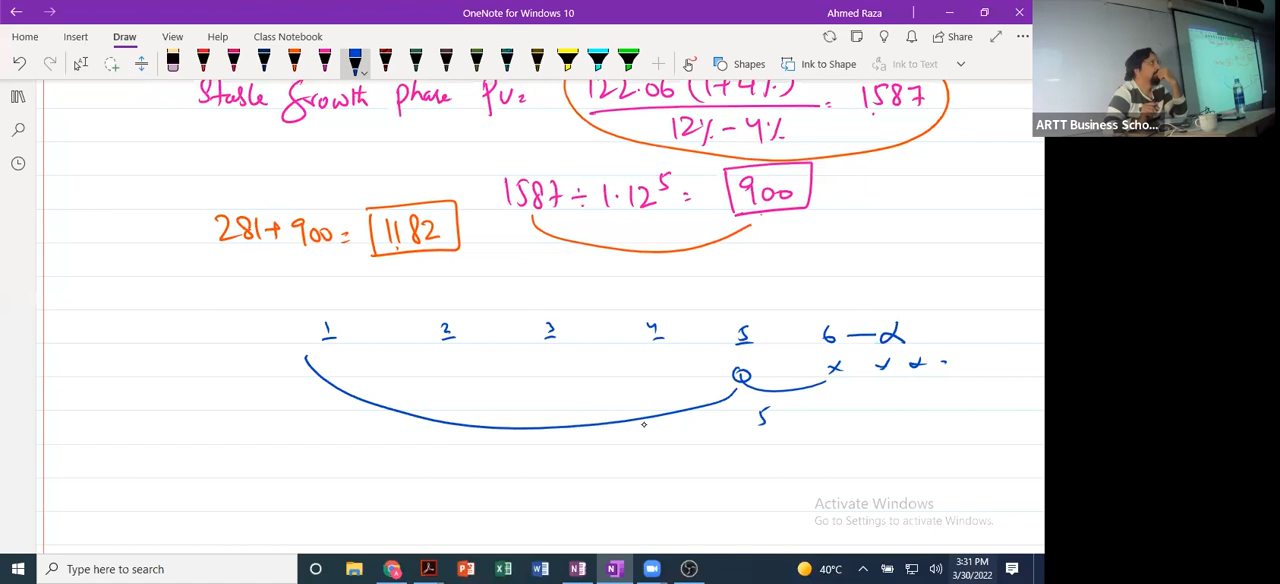 OneNote for Windows 10
Ahmed Raza
Home Insert Draw View Help Class Notebook
Share
Shapes Ink to Shape Ink to Text
Stable Growth phase PV = 122.06 (1+4%) / 12% - 4% = 1587
1587 ÷ 1.12^5 = 900
281 + 900 = 1182
1 2 3 4 5 6 — α
5
ARTT Business Scho...
Activate Windows
Go to Settings to activate Windows.
Type here to search
40°C
3:31 PM
3/30/2022